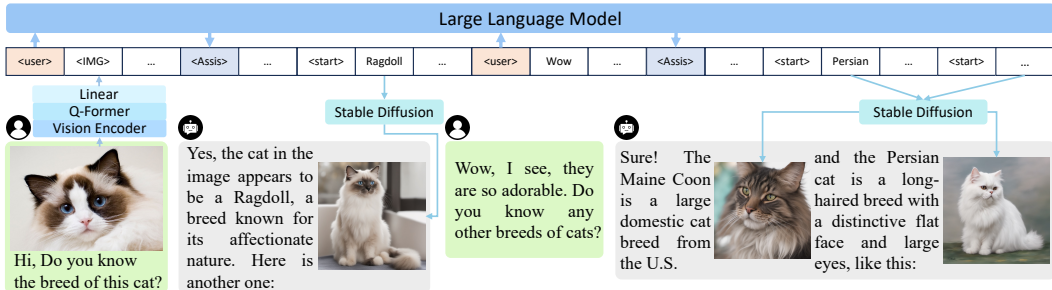 Large Language Model
<user> <IMG> ... <Assis> ... <start> Ragdoll ... <user> Wow ... <Assis> ... <start> Persian ... <start> ...
Linear
Q-Former
Vision Encoder
Stable Diffusion
Stable Diffusion
Hi, Do you know
the breed of this cat?
Yes, the cat in the
image appears to
be a Ragdoll, a
breed known for
its affectionate
nature. Here is
another one:
Wow, I see, they
are so adorable. Do
you know any
other breeds of cats?
Sure! The
Maine Coon
is a large
domestic cat
breed from
the U.S.
and the Persian
cat is a long-
haired breed with
a distinctive flat
face and large
eyes, like this: